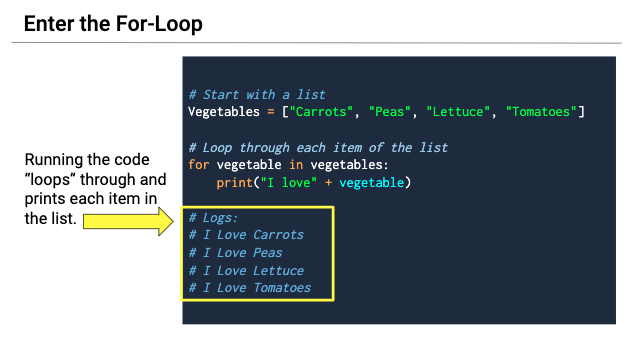 Enter the For-Loop
# Start with a list
Vegetables = ["Carrots", "Peas", "Lettuce", "Tomatoes"]
# Loop through each item of the list
for vegetable in vegetables:
    print("I love" + vegetable)
Running the code
“loops” through and
prints each item in
the list.
# Logs:
# I Love Carrots
# I Love Peas
# I Love Lettuce
# I Love Tomatoes